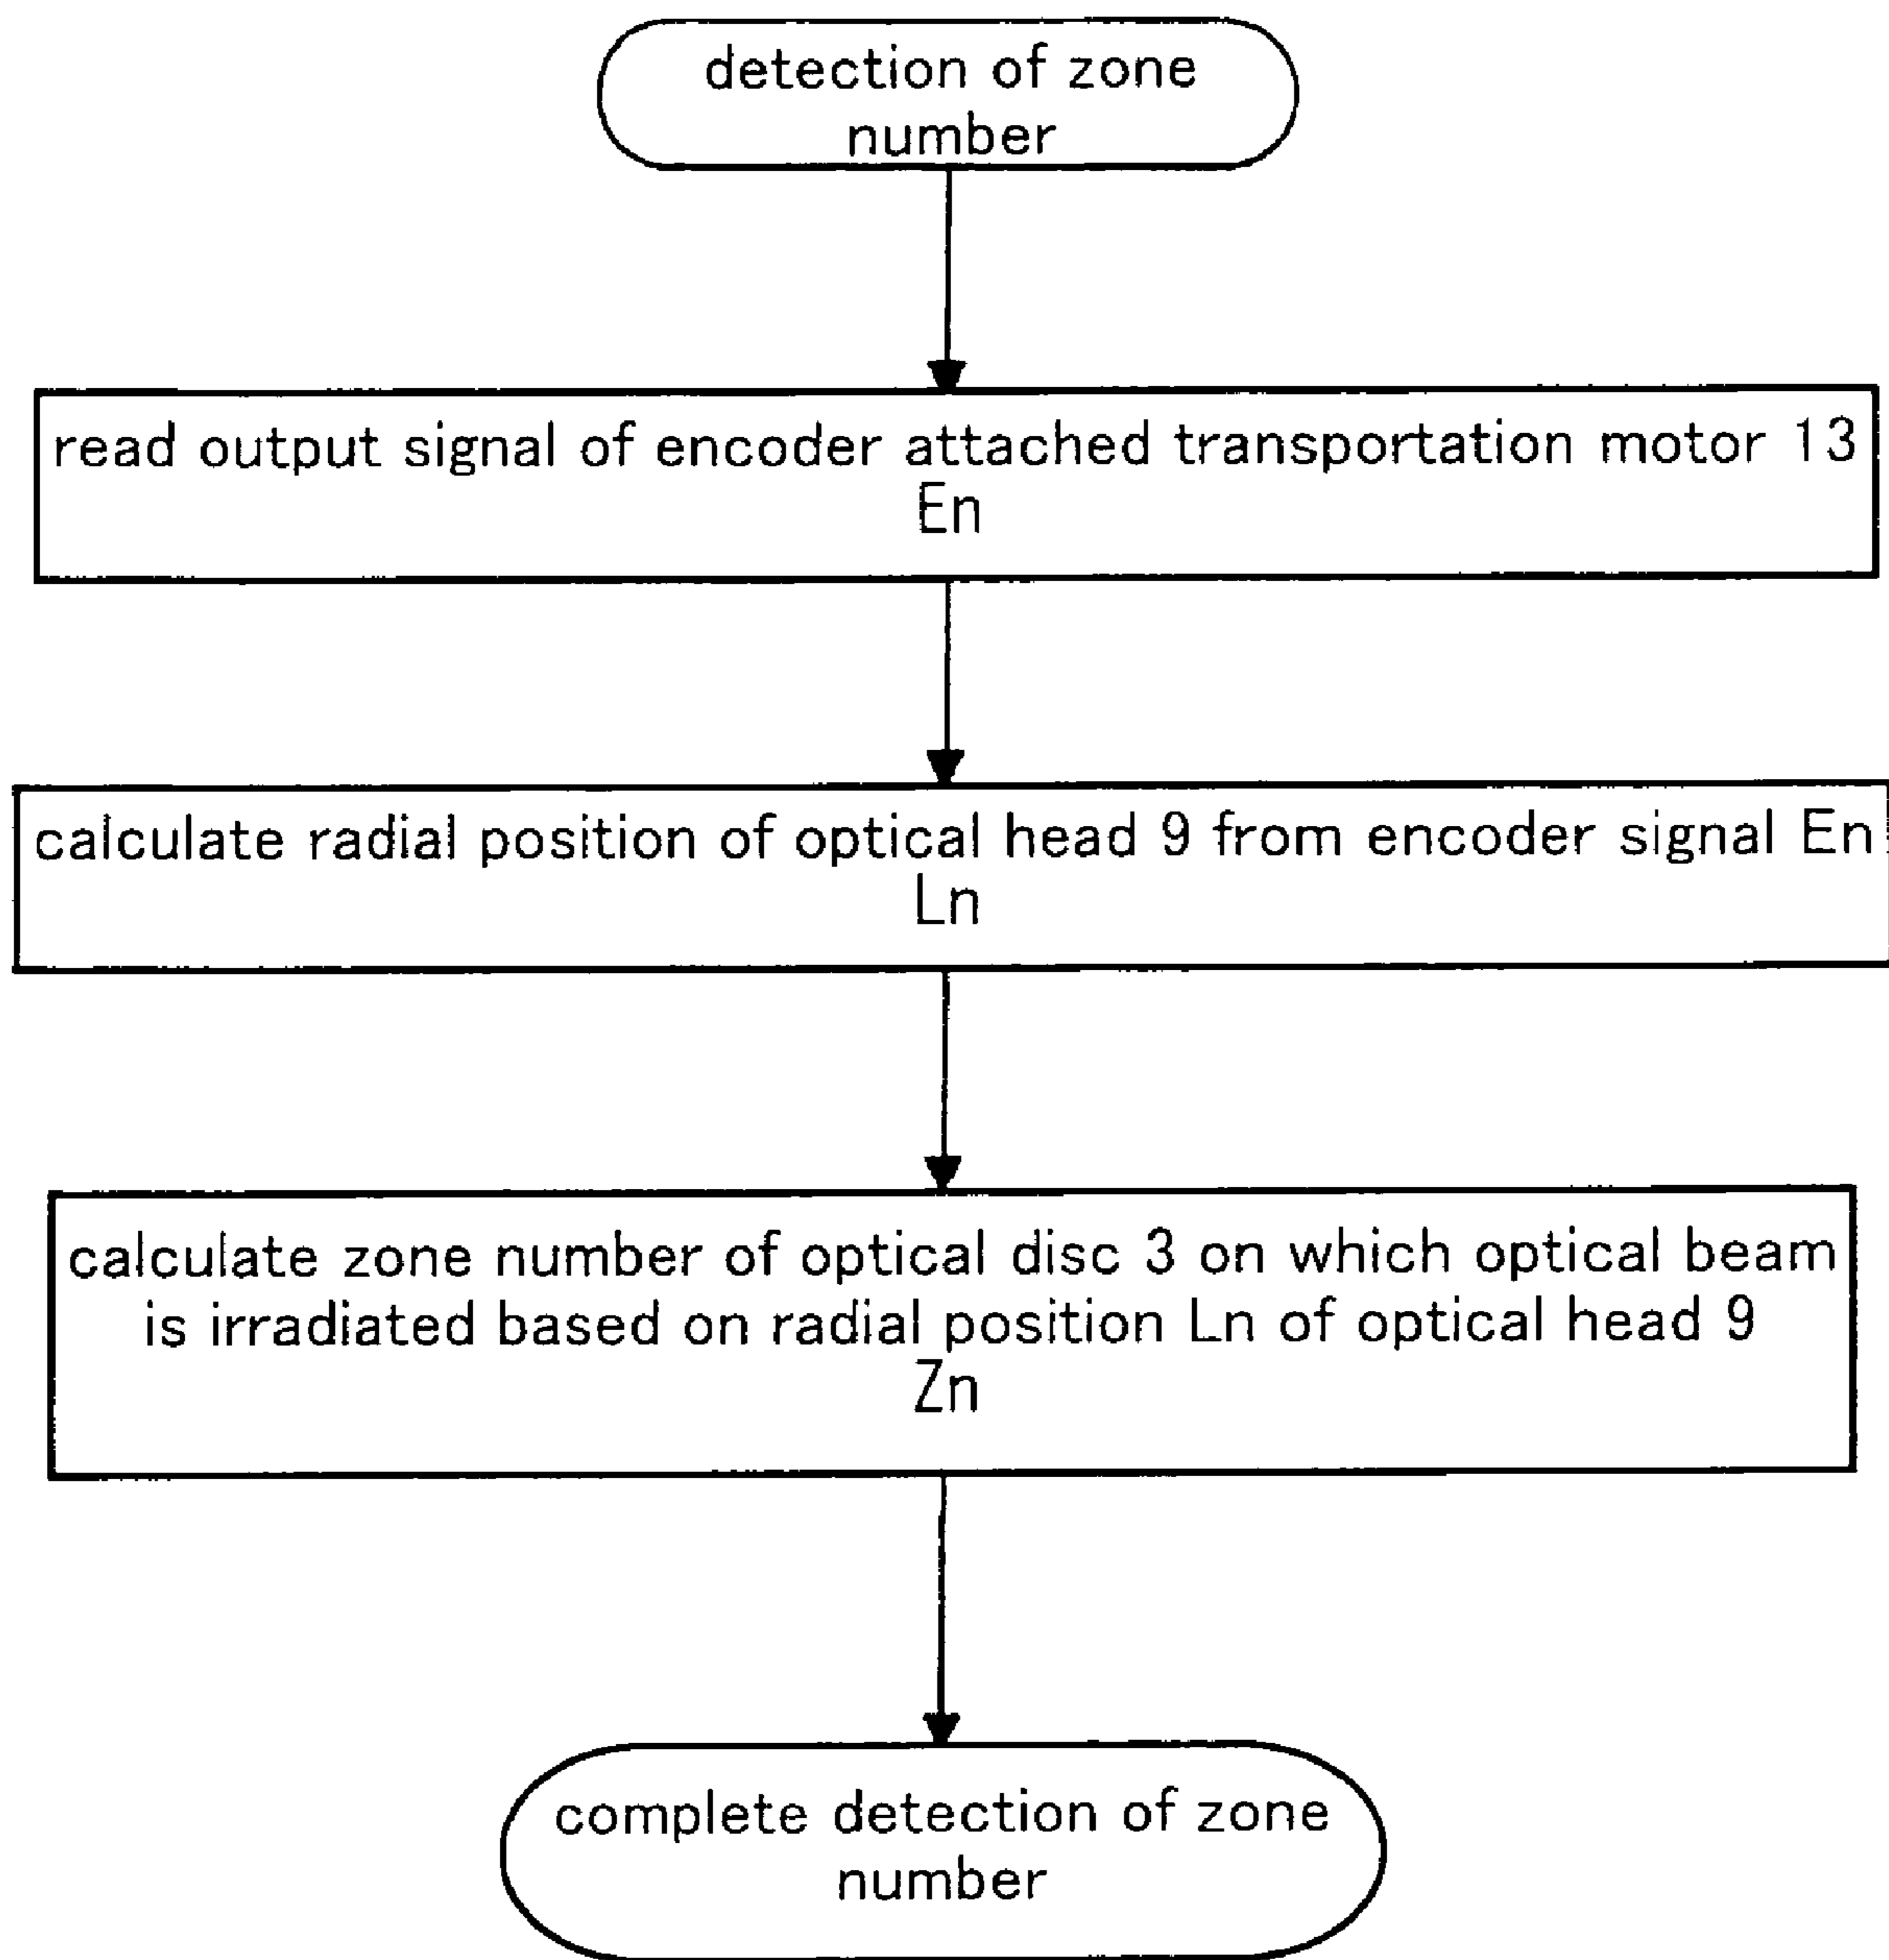 detection of zone
number
read output signal of encoder attached transportation motor 13
En
calculate radial position of optical head 9 from encoder signal En
Ln
calculate zone number of optical disc 3 on which optical beam
is irradiated based on radial position Ln of optical head 9
Zn
complete detection of zone
number